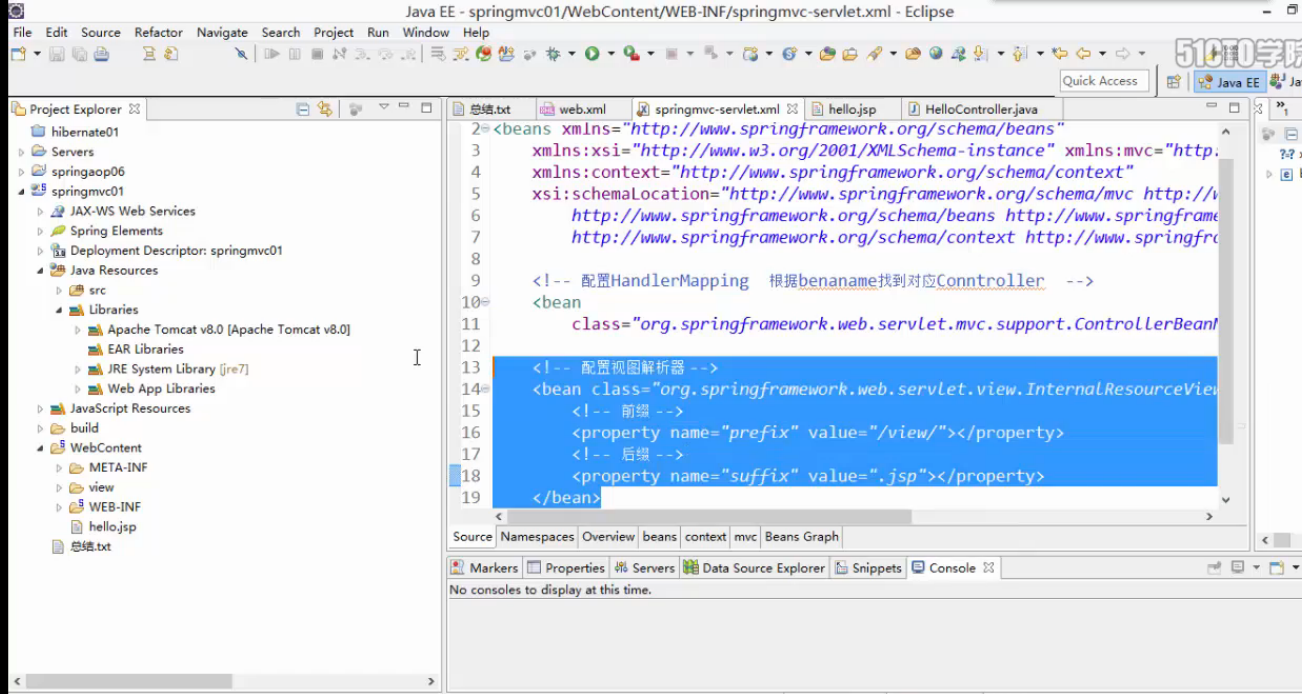 Java EE - springmvc01/WebContent/WEB-INF/springmvc-servlet.xml - Eclipse
File Edit Source Refactor Navigate Search Project Run Window Help
51CTO学院
Quick Access Java EE Ja
Project Explorer
总结.txt web.xml springmvc-servlet.xml hello.jsp HelloController.java
hibernate01
Servers
springaop06
springmvc01
JAX-WS Web Services
Spring Elements
Deployment Descriptor: springmvc01
Java Resources
src
Libraries
Apache Tomcat v8.0 [Apache Tomcat v8.0]
EAR Libraries
JRE System Library [jre7]
Web App Libraries
JavaScript Resources
build
WebContent
META-INF
view
WEB-INF
hello.jsp
总结.txt
2 <beans xmlns="http://www.springframework.org/schema/beans"
3 xmlns:xsi="http://www.w3.org/2001/XMLSchema-instance" xmlns:mvc="http:
4 xmlns:context="http://www.springframework.org/schema/context"
5 xsi:schemaLocation="http://www.springframework.org/schema/mvc http://w
6 http://www.springframework.org/schema/beans http://www.springframe
7 http://www.springframework.org/schema/context http://www.springfro
8
9 <!-- 配置HandlerMapping 根据benaname找到对应Conntroller -->
10 <bean
11 class="org.springframework.web.servlet.mvc.support.ControllerBeanN
12
13 <!-- 配置视图解析器 -->
14 <bean class="org.springframework.web.servlet.view.InternalResourceView
15 <!-- 前缀 -->
16 <property name="prefix" value="/view/"></property>
17 <!-- 后缀 -->
18 <property name="suffix" value=".jsp"></property>
19 </bean>
Source Namespaces Overview beans context mvc Beans Graph
Markers Properties Servers Data Source Explorer Snippets Console
No consoles to display at this time.